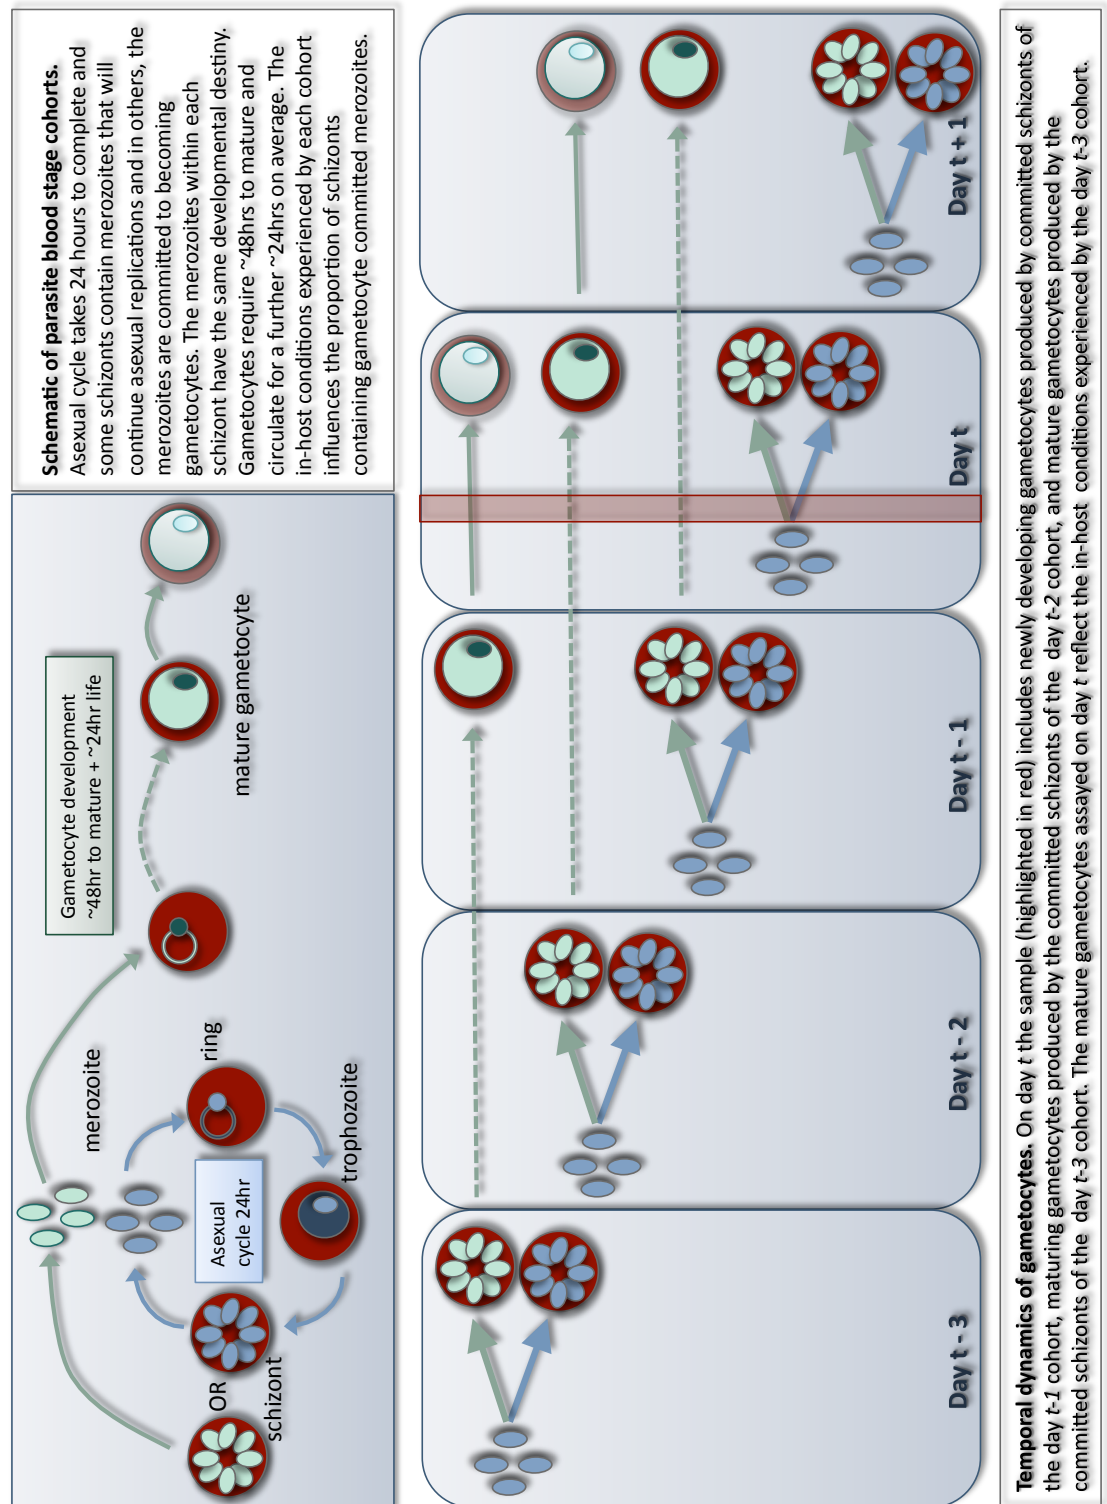 Schematic of parasite blood stage cohorts.
Asexual cycle takes 24 hours to complete and
some schizonts contain merozoites that will
continue asexual replications and in others, the
merzoites are committed to becoming
gametocytes. The merozoites within each
schizont have the same developmental destiny.
Gametocytes require ~48hrs to mature and
circulate for a further ~24hrs on average. The
in-host conditions experienced by each cohort
influences the proportion of schizonts
containing gametocyte committed merozoites.
Gametocyte development
~48hr to mature + ~24hr life
mature gametocyte
merozoite
ring
trophozoite
Asexual
cycle 24hr
OR
schizont
Day t - 3
Day t - 2
Day t - 1
Day t
Day t + 1
Temporal dynamics of gametocytes. On day t the sample (highlighted in red) includes newly developing gametocytes produced by committed schizonts of
the day t-1 cohort, maturing gametocytes produced by the committed schizonts of the day t-2 cohort, and mature gametocytes produced by the
committed schizonts of the day t-3 cohort. The mature gametocytes assayed on day t reflect the in-host conditions experienced by the day t-3 cohort.